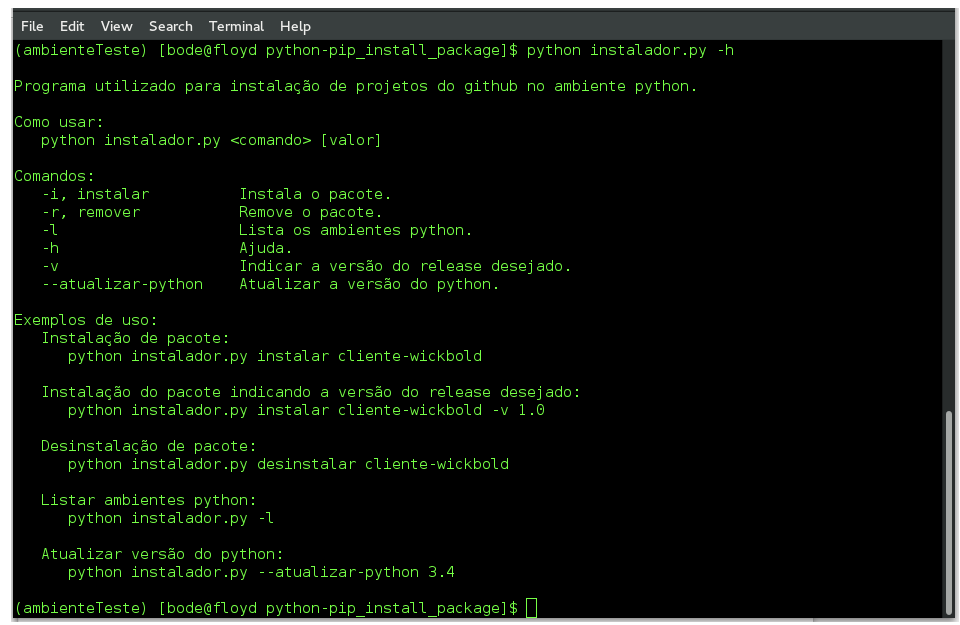 File Edit View Search Terminal Help
(ambienteTeste) [bode@floyd python-pip_install_package]$ python instalador.py -h
Programa utilizado para instalação de projetos do github no ambiente python.
Como usar:
python instalador.py <comando> [valor]
Comandos:
-i, instalar Instala o pacote.
-r, remover Remove o pacote.
-l Lista os ambientes python.
-h Ajuda.
-v Indicar a versão do release desejado.
--atualizar-python Atualizar a versão do python.
Exemplos de uso:
Instalação de pacote:
python instalador.py instalar cliente-wickbold
Instalação do pacote indicando a versão do release desejado:
python instalador.py instalar cliente-wickbold -v 1.0
Desinstalação de pacote:
python instalador.py desinstalar cliente-wickbold
Listar ambientes python:
python instalador.py -l
Atualizar versão do python:
python instalador.py --atualizar-python 3.4
(ambienteTeste) [bode@floyd python-pip_install_package]$